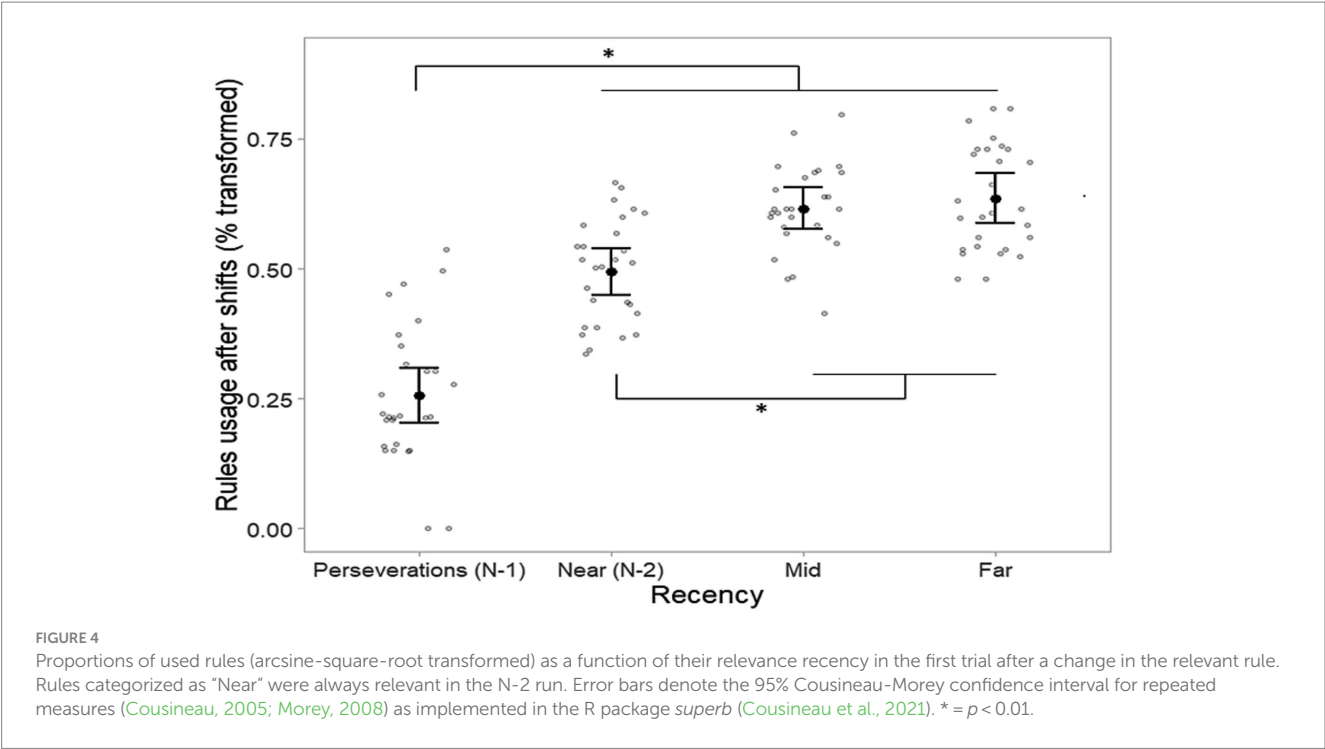 *
Rules usage after shifts (% transformed)
0.75
0.50
0.25
0.00
*
Perseverations (N-1) Near (N-2) Mid Far
Recency
FIGURE 4
Proportions of used rules (arcsine-square-root transformed) as a function of their relevance recency in the first trial after a change in the relevant rule.
Rules categorized as “Near” were always relevant in the N-2 run. Error bars denote the 95% Cousineau-Morey confidence interval for repeated
measures (Cousineau, 2005; Morey, 2008) as implemented in the R package superb (Cousineau et al., 2021). * = p < 0.01.